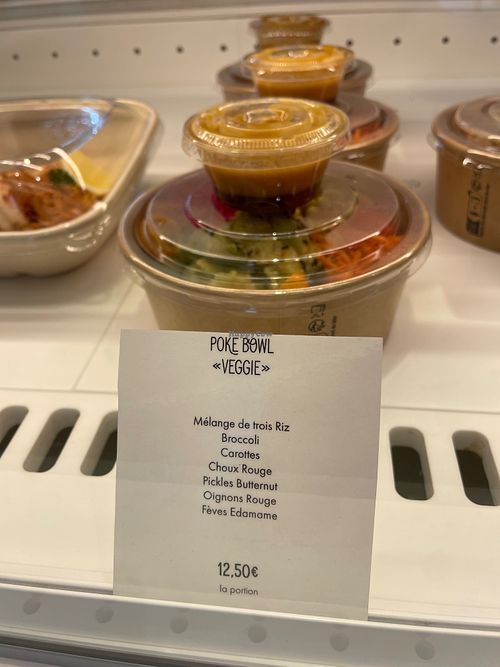 HappyCow
POKE BOWL
«VEGGIE»
Mélange de trois Riz
Broccoli
Carottes
Choux Rouge
Pickles Butternut
Oignons Rouge
Fèves Edamame
12,50€
la portion